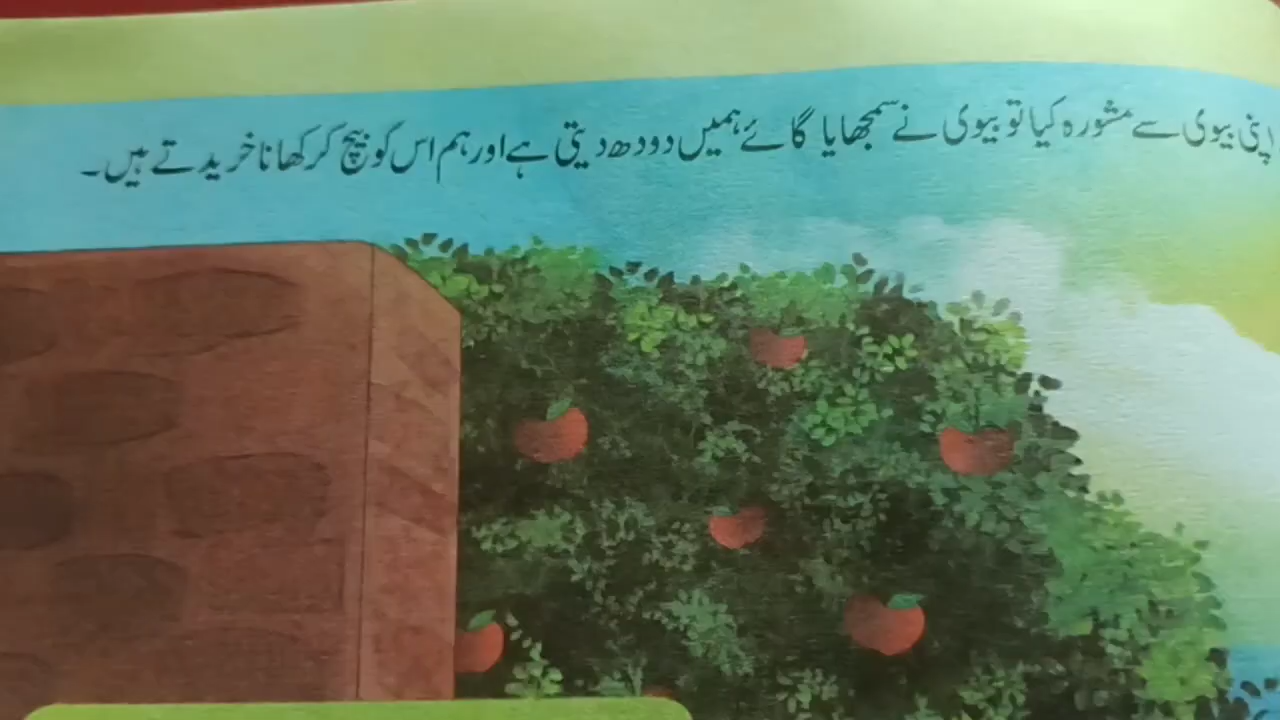 اپنی بیوی سے مشورہ کیا تو بیوی نے سمجھایا گائے ہمیں دودھ دیتی ہے اور ہم اس کو بیچ کر کھانا خریدتے ہیں۔